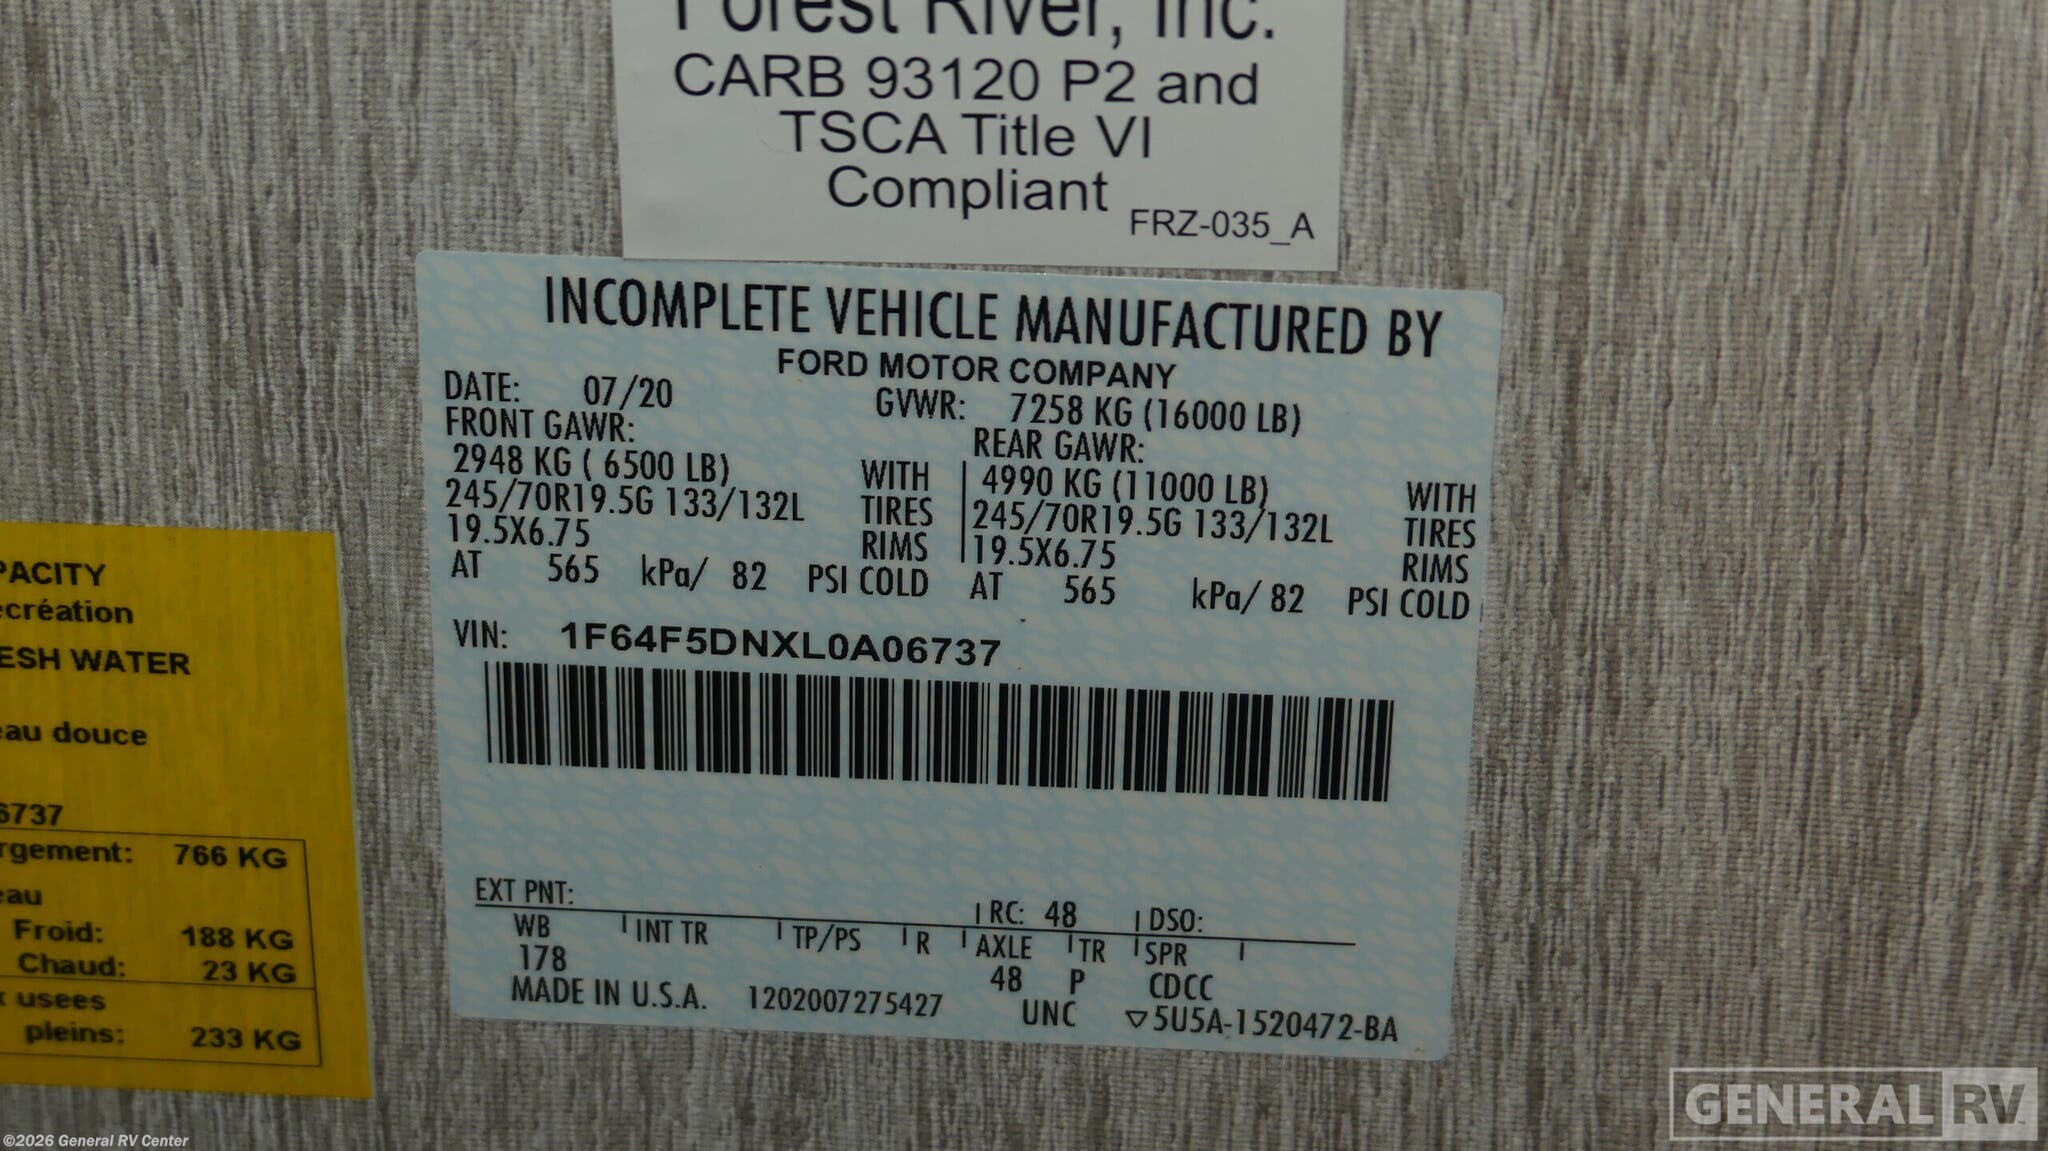 Forest River, Inc.
CARB 93120 P2 and
TSCA Title VI
Compliant
FRZ-035_A
INCOMPLETE VEHICLE MANUFACTURED BY
FORD MOTOR COMPANY
DATE: 07/20 GVWR: 7258 KG (16000 LB)
FRONT GAWR: REAR GAWR:
2948 KG ( 6500 LB) WITH 4990 KG (11000 LB) WITH
245/70R19.5G 133/132L TIRES 245/70R19.5G 133/132L TIRES
19.5X6.75 RIMS 19.5X6.75 RIMS
AT 565 kPa/ 82 PSI COLD AT 565 kPa/ 82 PSI COLD
VIN: 1F64F5DNXL0A06737
EXT PNT: RC: 48 DSO:
WB INT TR TP/PS R AXLE TR SPR
178 48 P CDCC
MADE IN U.S.A. 1202007275427 UNC ▽5U5A-1520472-BA
PACITY
ecréation
ESH WATER
eau douce
6737
rgement: 766 KG
eau
Froid: 188 KG
Chaud: 23 KG
x usees
pleins: 233 KG
GENERAL RV
©2026 General RV Center